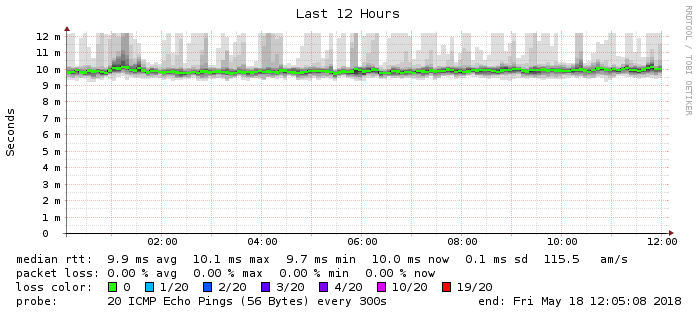 Last 12 Hours
RRDTOOL / TOBI OETIKER
Seconds
12 m
11 m
10 m
9 m
8 m
7 m
6 m
5 m
4 m
3 m
2 m
1 m
0
02:00 04:00 06:00 08:00 10:00 12:00
median rtt: 9.9 ms avg 10.1 ms max 9.7 ms min 10.0 ms now 0.1 ms sd 115.5 am/s
packet loss: 0.00 % avg 0.00 % max 0.00 % min 0.00 % now
loss color: 0 1/20 2/20 3/20 4/20 10/20 19/20
probe: 20 ICMP Echo Pings (56 Bytes) every 300s end: Fri May 18 12:05:08 2018